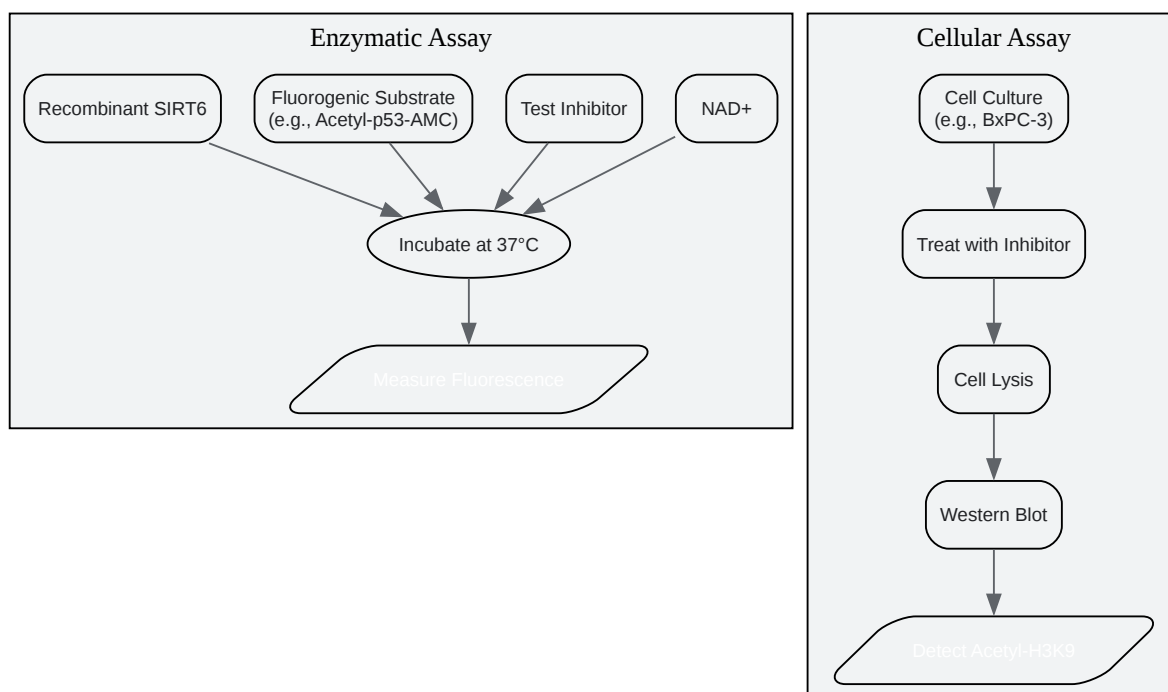 Enzymatic Assay
Recombinant SIRT6
Fluorogenic Substrate
(e.g., Acetyl-p53-AMC)
Test Inhibitor
NAD+
Incubate at 37°C
Measure Fluorescence
Cellular Assay
Cell Culture
(e.g., BxPC-3)
Treat with Inhibitor
Cell Lysis
Western Blot
Detect Acetyl-H3K9